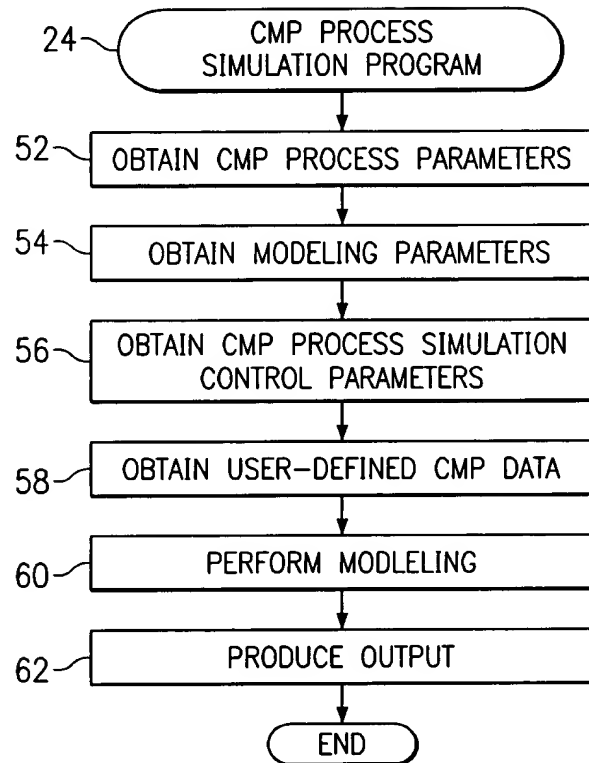 24
CMP PROCESS
SIMULATION PROGRAM
52
OBTAIN CMP PROCESS PARAMETERS
54
OBTAIN MODELING PARAMETERS
56
OBTAIN CMP PROCESS SIMULATION
CONTROL PARAMETERS
58
OBTAIN USER-DEFINED CMP DATA
60
PERFORM MODLELING
62
PRODUCE OUTPUT
END